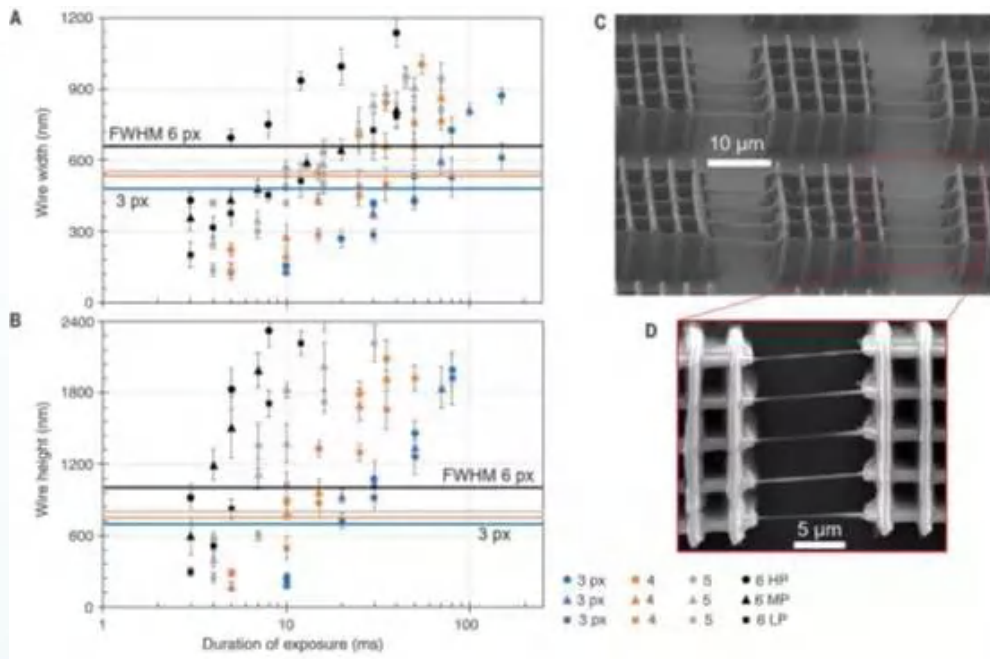 A
1200
900
600
300
0
Wire width (nm)
FWHM 6 px
3 px
B
2400
1800
1200
600
0
Wire height (nm)
FWHM 6 px
3 px
1
10
100
Duration of exposure (ms)
C
10 µm
D
5 µm
3 px 4 5 6 HP
3 px 4 5 6 MP
3 px 4 5 6 LP